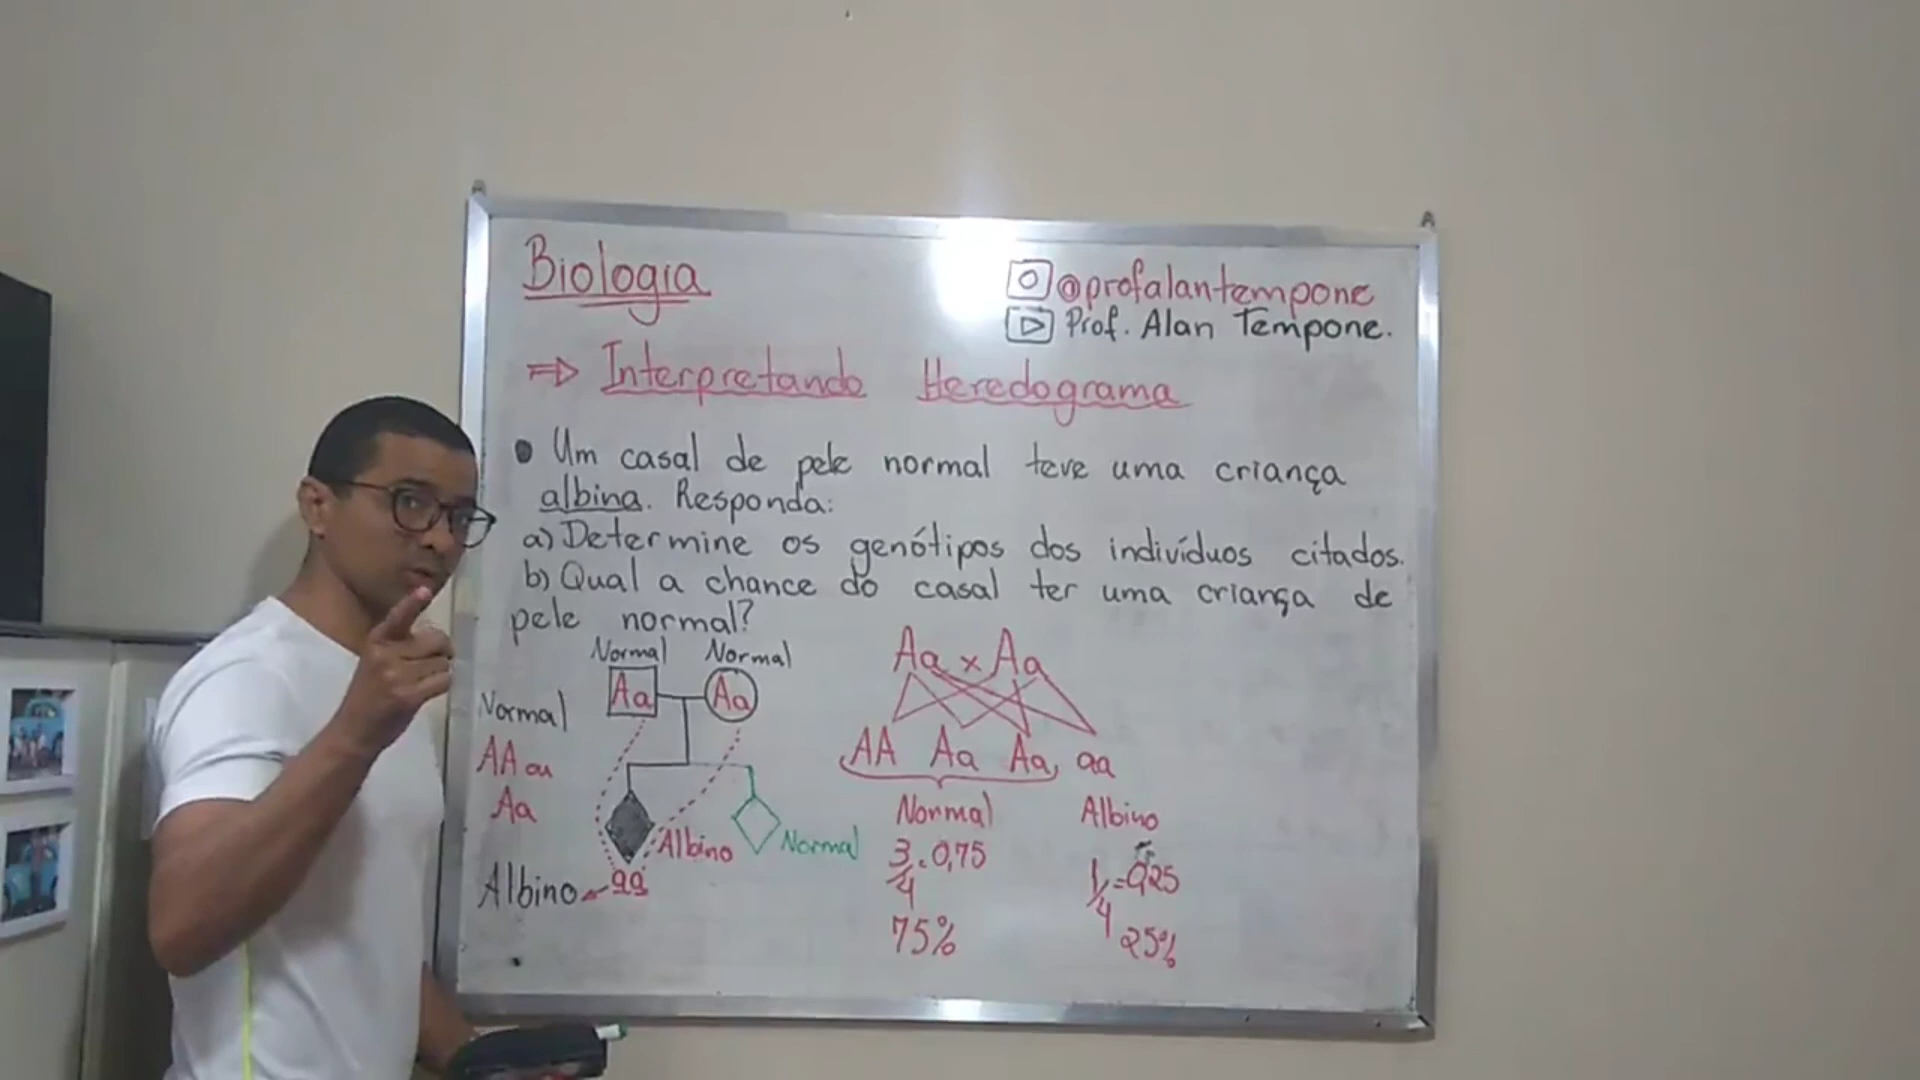 Biologia
@profalantempone
Prof. Alan Tempone.
⇒ Interpretando Heredograma
• Um casal de pele normal teve uma criança
albina. Responda:
a) Determine os genótipos dos indivíduos citados.
b) Qual a chance do casal ter uma criança de
pele normal?
Normal Normal
Aa Aa
Normal
AA ou
Aa
Albino
Normal
Albino aa
Aa x Aa
AA Aa Aa aa
Normal Albino
3/4 = 0,75
75%
1/4 = 0,25
25%